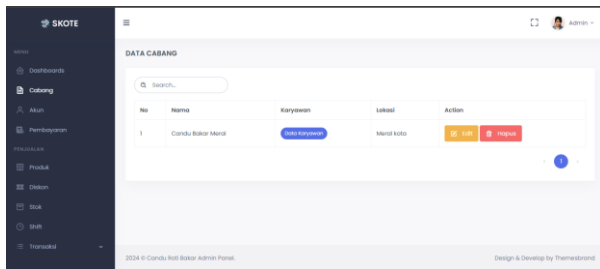 SKOTE
Admin
MENU
Dashboards
Cabang
Akun
Pembayaran
PENJUALAN
Produk
Diskon
Stok
Shift
Transaksi
DATA CABANG
Search...
No Nama Karyawan Lokasi Action
1 Candu Bakar Meral Data Karyawan Meral kota Edit Hapus
1
2024 © Candu Roti Bakar Admin Panel. Design & Develop by Themesbrand